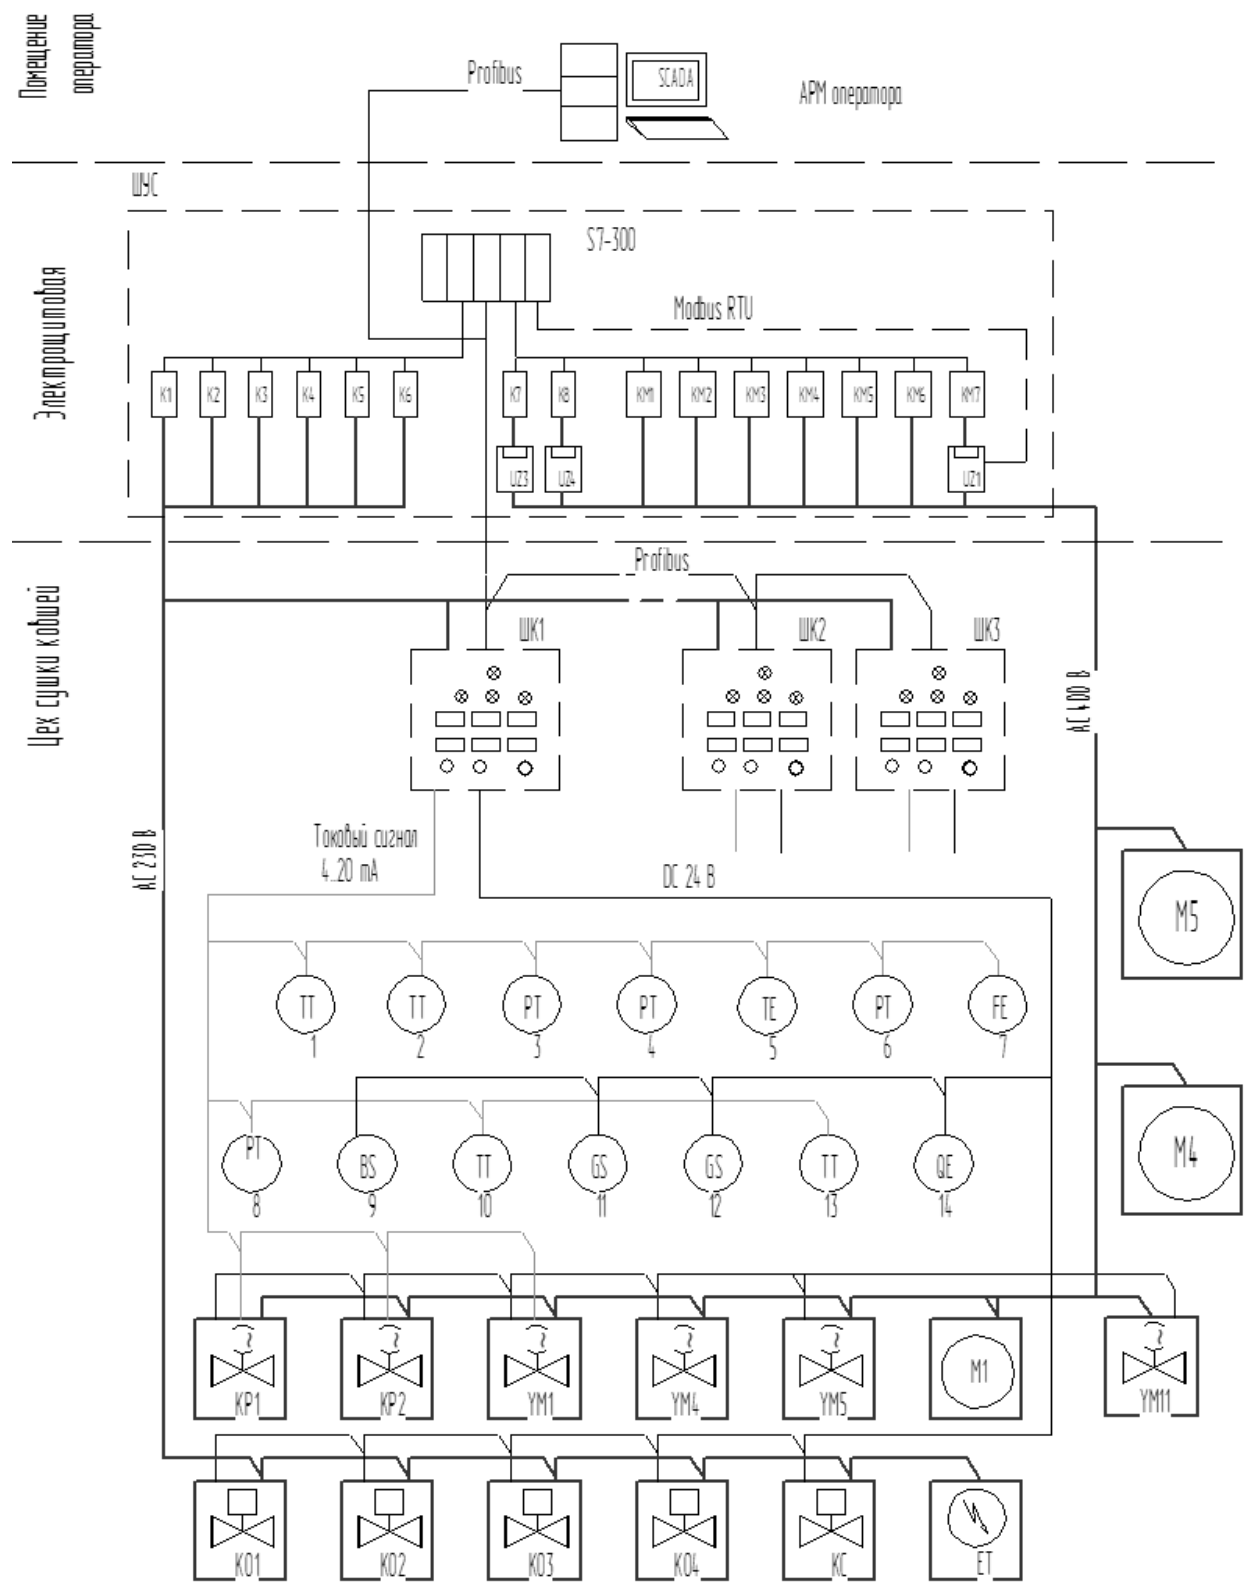 Помещение
оператора
Profibus
SCADA
АРМ оператора
ШУС
Электрощитовая
S7-300
Modbus RTU
K1
K2
K3
K4
K5
K6
K7
K8
KM1
KM2
KM3
KM4
KM5
KM6
KM7
UZ3
UZ4
UZ1
Цех сушки ковшей
Profibus
ШК1
ШК2
ШК3
AC 400 В
AC 230 В
Токовый сигнал
4..20 mA
DC 24 В
M5
TT
TT
PT
PT
TE
PT
FE
1
2
3
4
5
6
7
M4
PT
BS
TT
GS
GS
TT
QE
8
9
10
11
12
13
14
KP1
KP2
YM1
YM4
YM5
M1
YM11
KO1
KO2
KO3
KO4
KC
ET